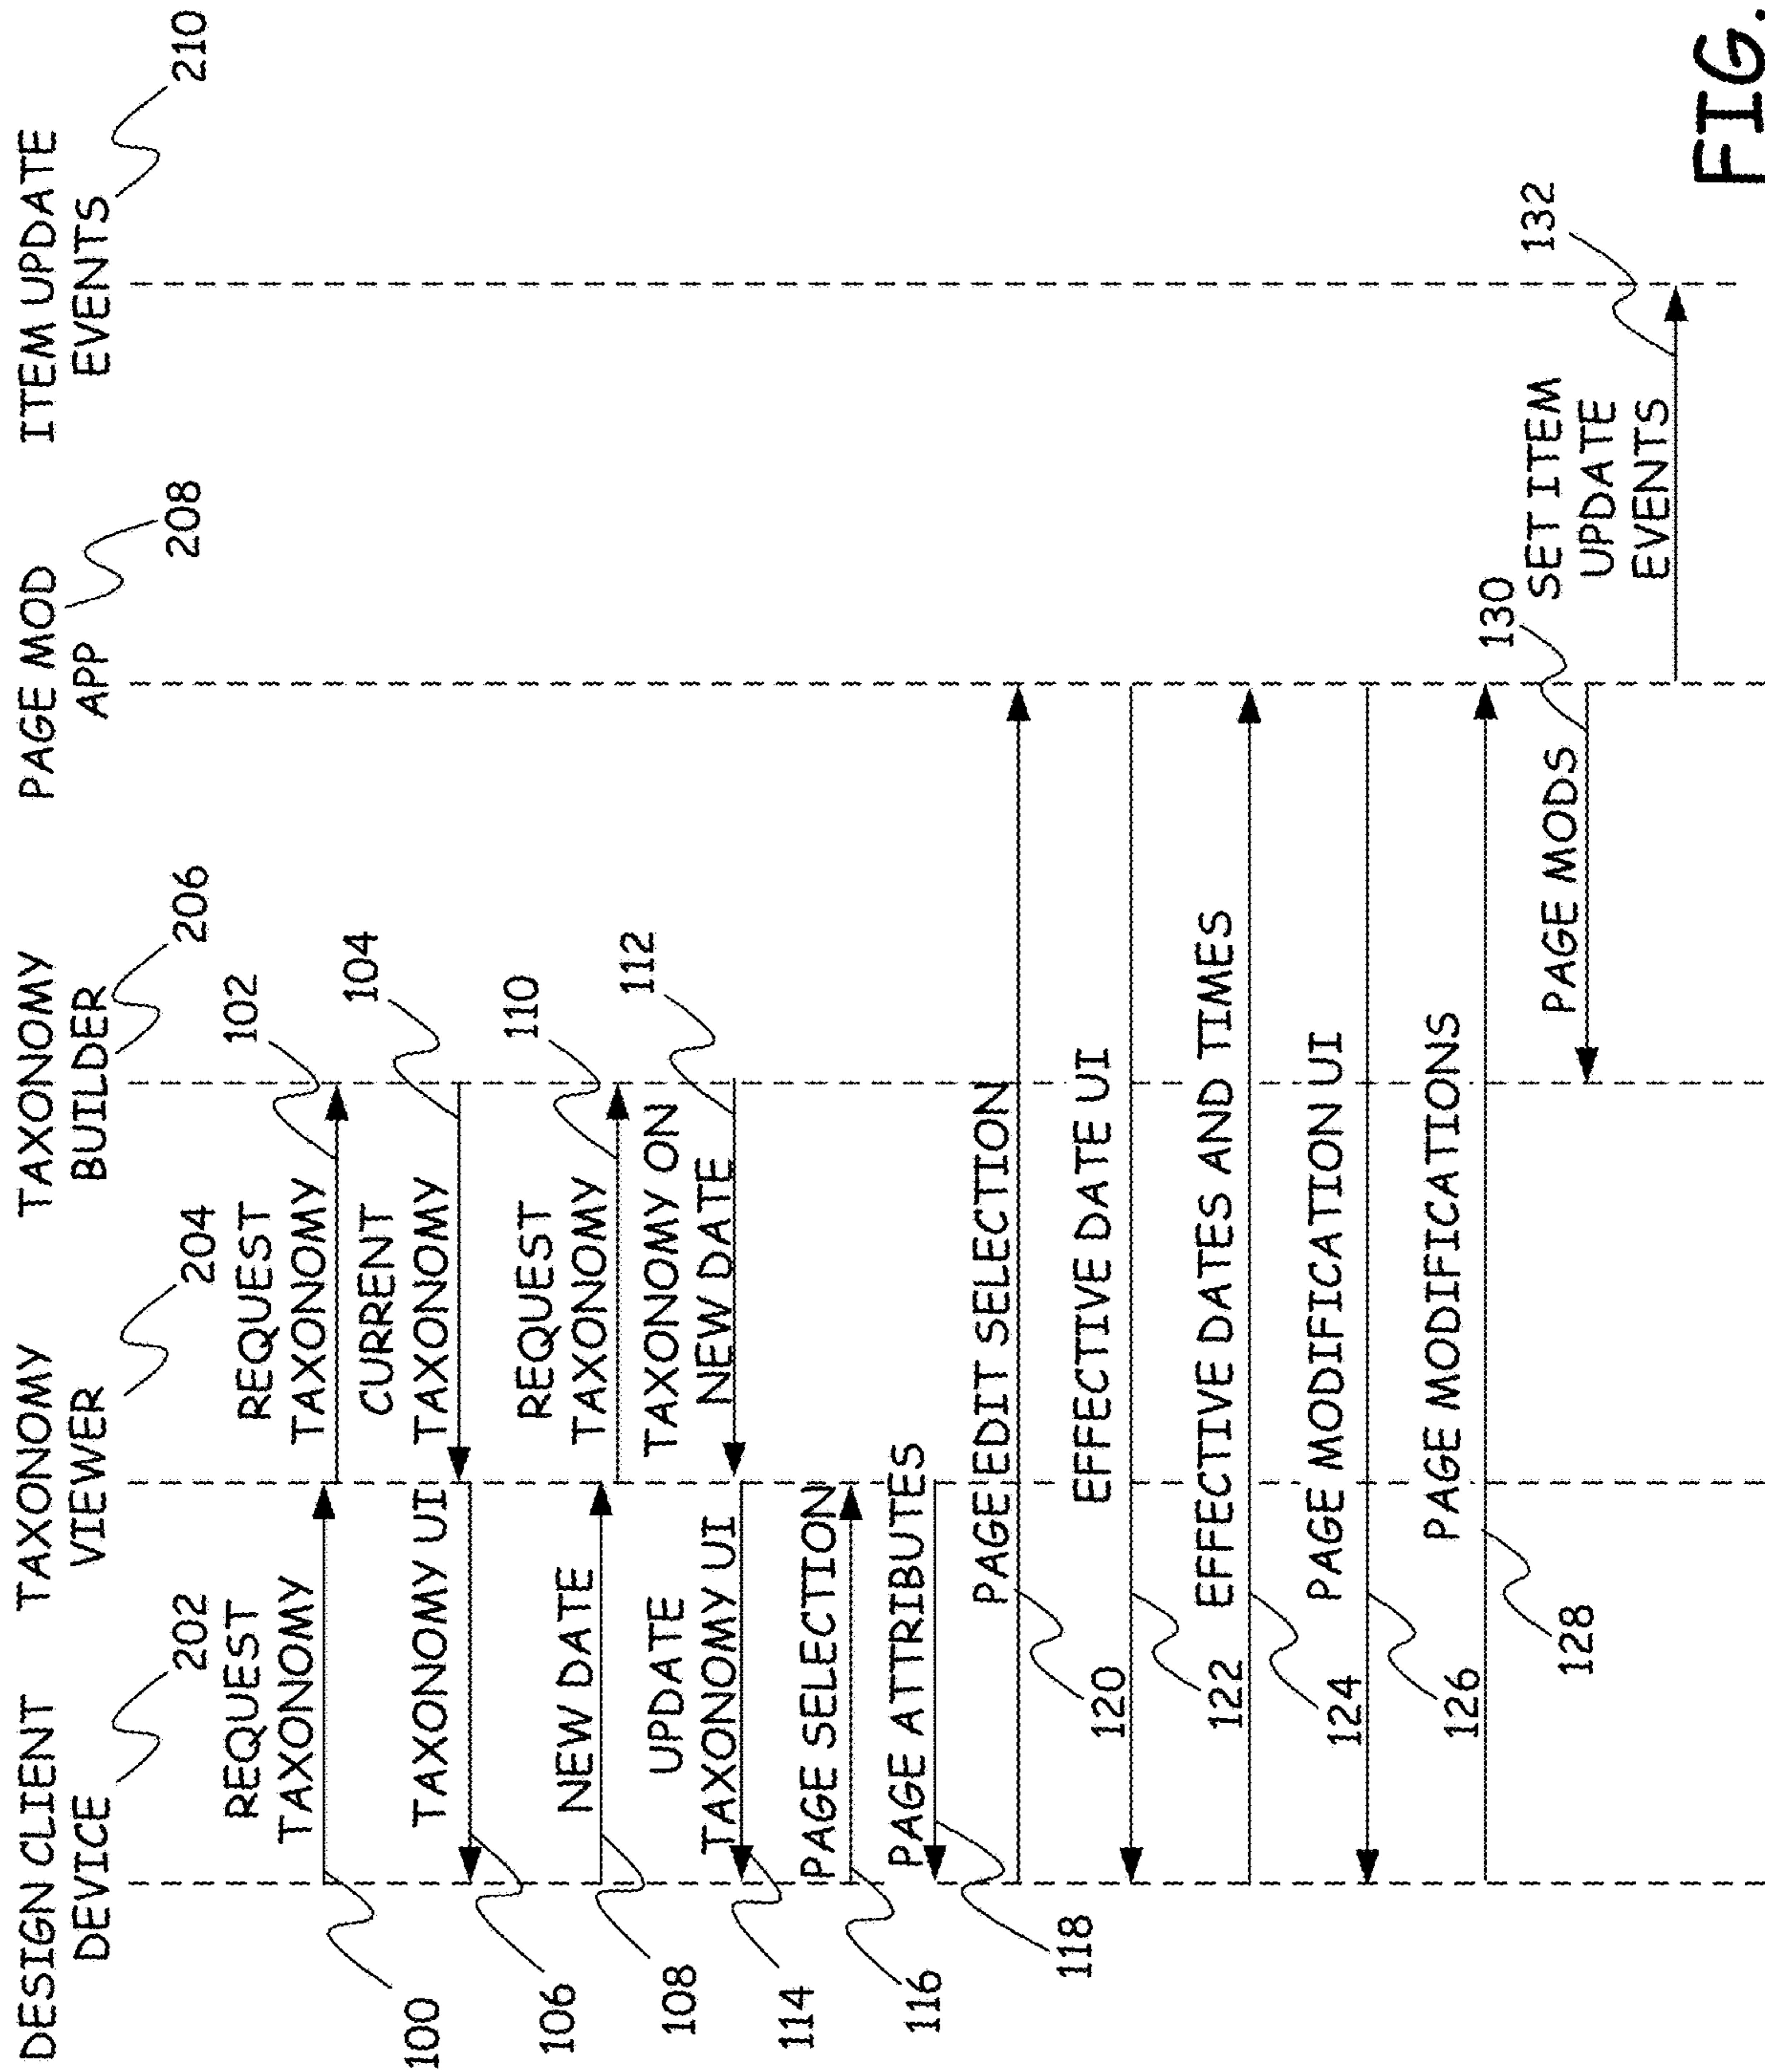 DESIGN CLIENT
DEVICE
202
TAXONOMY
VIEWER
204
TAXONOMY
BUILDER
206
PAGE MOD
APP
208
ITEM UPDATE
EVENTS
210
REQUEST
TAXONOMY
100
REQUEST
TAXONOMY
102
CURRENT
TAXONOMY
104
TAXONOMY UI
106
NEW DATE
108
REQUEST
TAXONOMY
110
TAXONOMY ON
NEW DATE
112
UPDATE
TAXONOMY UI
114
PAGE SELECTION
116
PAGE ATTRIBUTES
118
PAGE EDIT SELECTION
120
EFFECTIVE DATE UI
122
EFFECTIVE DATES AND TIMES
124
PAGE MODIFICATION UI
126
PAGE MODIFICATIONS
128
PAGE MODS
130
SET ITEM
UPDATE
EVENTS
132
FIG.